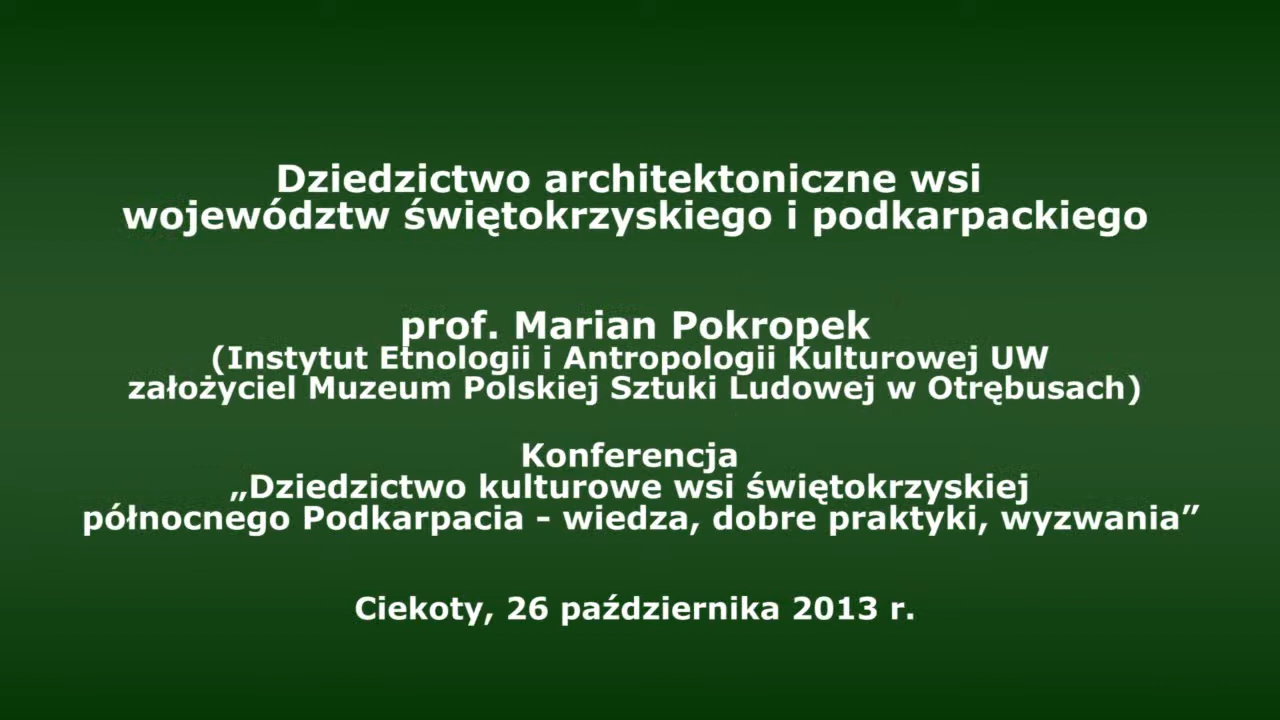 Dziedzictwo architektoniczne wsi
województw świętokrzyskiego i podkarpackiego
prof. Marian Pokropek
(Instytut Etnologii i Antropologii Kulturowej UW
założyciel Muzeum Polskiej Sztuki Ludowej w Otrębusach)
Konferencja
„Dziedzictwo kulturowe wsi świętokrzyskiej
północnego Podkarpacia - wiedza, dobre praktyki, wyzwania”
Ciekoty, 26 października 2013 r.